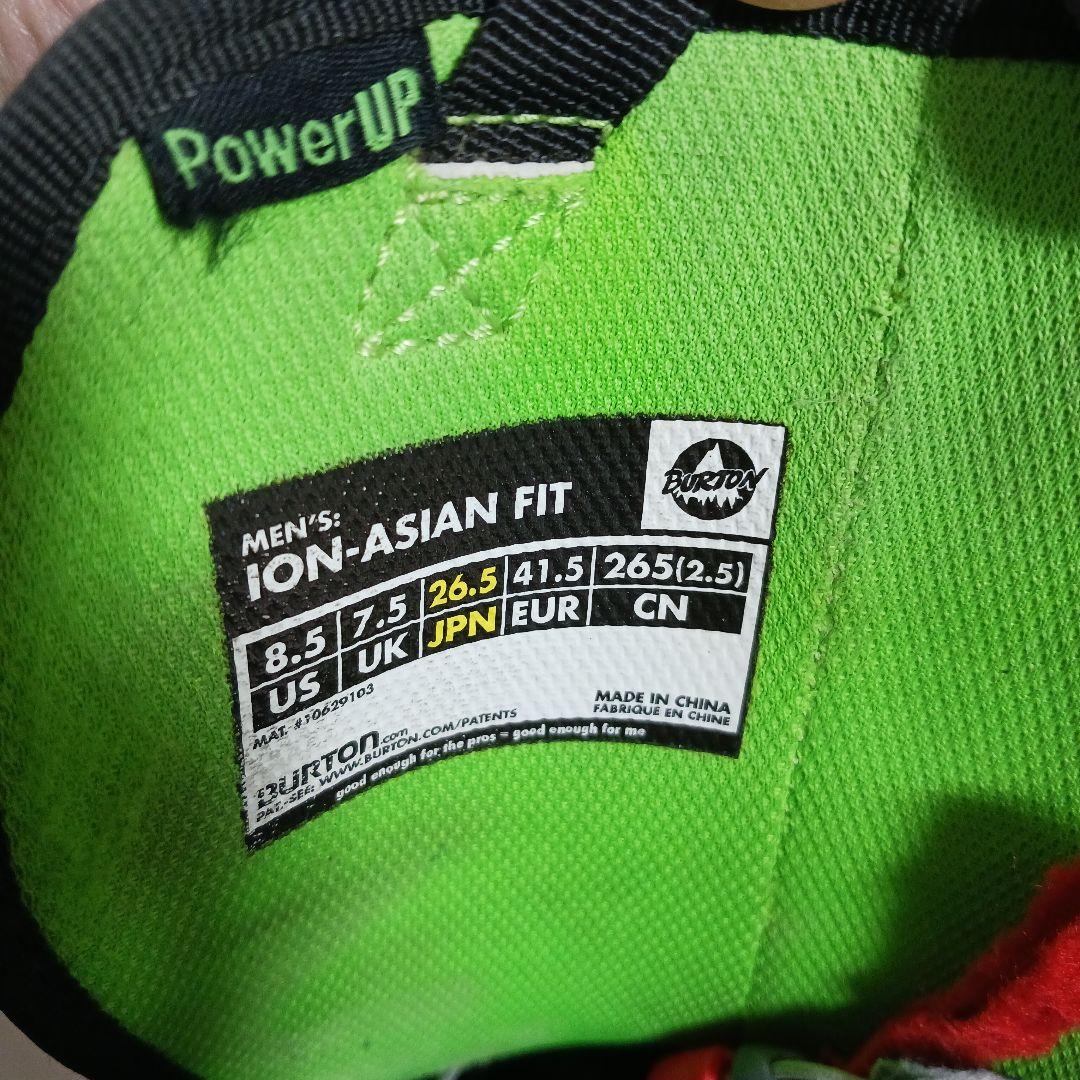 PowerUP
BURTON
MEN'S:
ION-ASIAN FIT
8.5 7.5 26.5 41.5 265(2.5)
US UK JPN EUR CN
MAT. #10629103
MADE IN CHINA
FABRIQUE EN CHINE
BURTON.com
PAT.-SEE: WWW.BURTON.COM/PATENTS
good enough for the pros = good enough for me